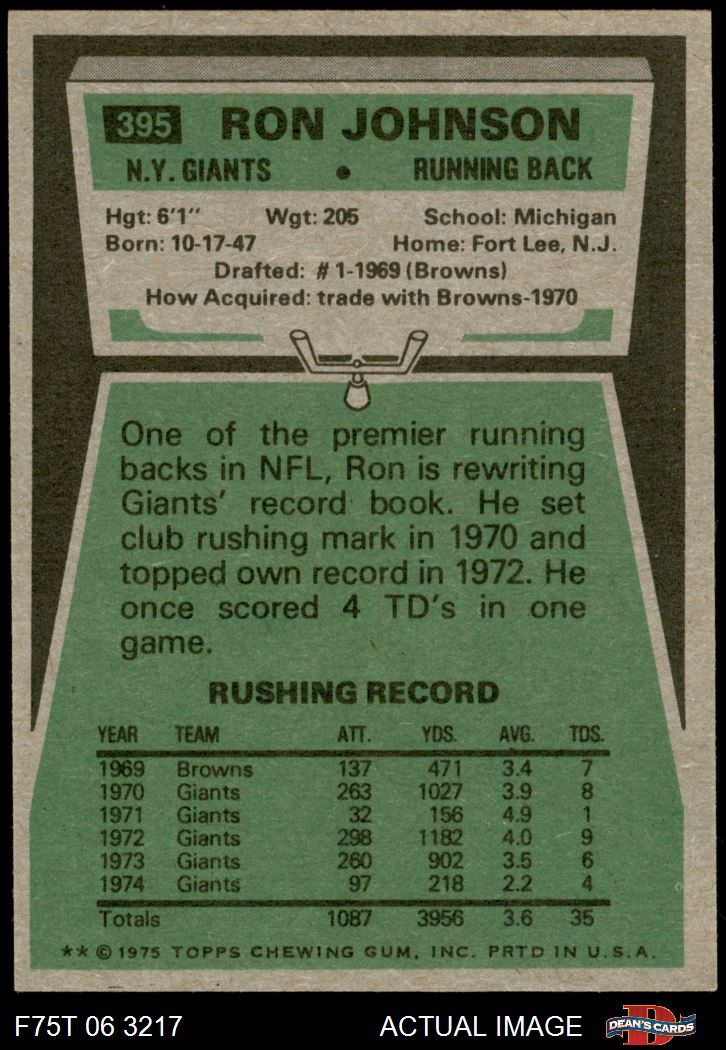 395 RON JOHNSON
N.Y. GIANTS • RUNNING BACK
Hgt: 6'1" Wgt: 205 School: Michigan
Born: 10-17-47 Home: Fort Lee, N.J.
Drafted: #1-1969 (Browns)
How Acquired: trade with Browns-1970
One of the premier running
backs in NFL, Ron is rewriting
Giants' record book. He set
club rushing mark in 1970 and
topped own record in 1972. He
once scored 4 TD's in one
game.
RUSHING RECORD
YEAR TEAM ATT. YDS. AVG. TDS.
1969 Browns 137 471 3.4 7
1970 Giants 263 1027 3.9 8
1971 Giants 32 156 4.9 1
1972 Giants 298 1182 4.0 9
1973 Giants 260 902 3.5 6
1974 Giants 97 218 2.2 4
Totals 1087 3956 3.6 35
** © 1975 TOPPS CHEWING GUM, INC. PRTD IN U.S.A.
F75T 06 3217 ACTUAL IMAGE D DEAN'S CARDS